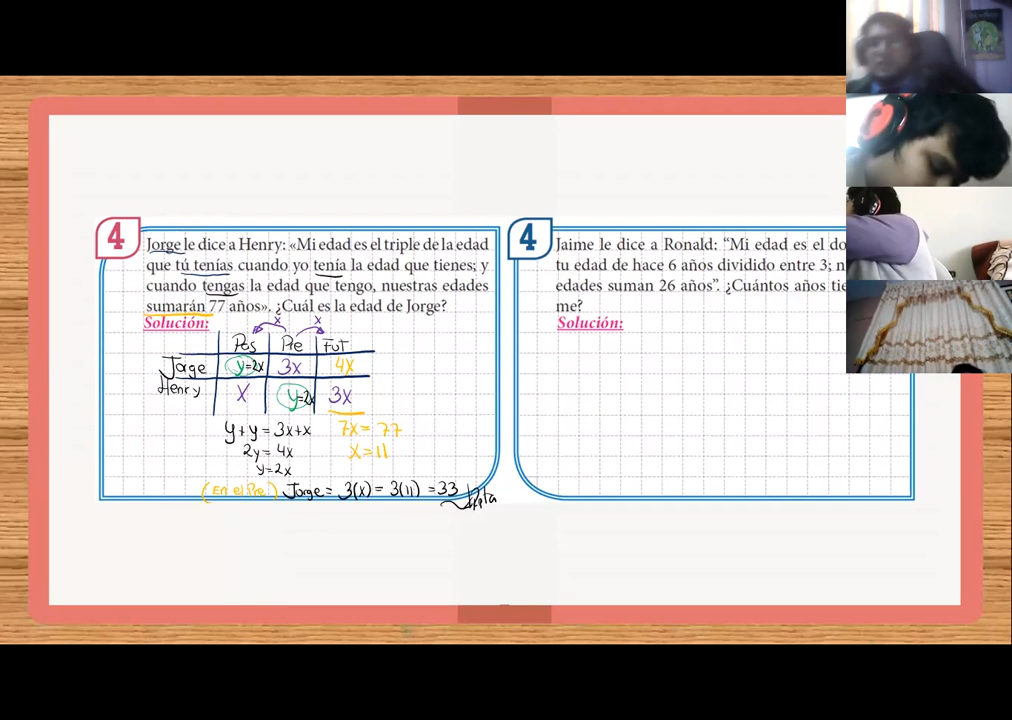 4
Jorge le dice a Henry: «Mi edad es el triple de la edad
que tú tenías cuando yo tenía la edad que tienes; y
cuando tengas la edad que tengo, nuestras edades
sumarán 77 años». ¿Cuál es la edad de Jorge?
Solución:
x x
Pas Pre Fut
Jorge y=2x 3x 4x
Henry x y=2x 3x
y+y = 3x+x 7x = 77
2y = 4x x = 11
y=2x
(En el Pre!) Jorge = 3(x) = 3(11) = 33 Rpta
4
Jaime le dice a Ronald: “Mi edad es el do
tu edad de hace 6 años dividido entre 3; n
edades suman 26 años”. ¿Cuántos años tie
me?
Solución: